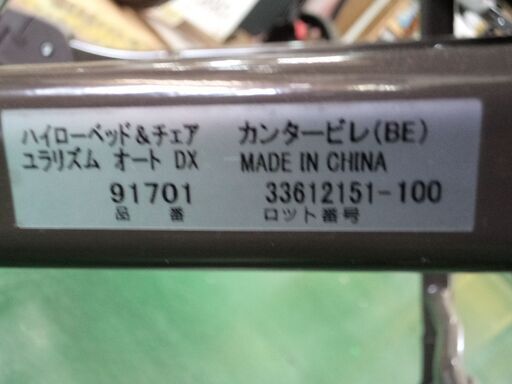 ハイローベッド&チェア カンタービレ(BE)
ユラリズム オート DX MADE IN CHINA
91701 33612151-100
品番 ロット番号